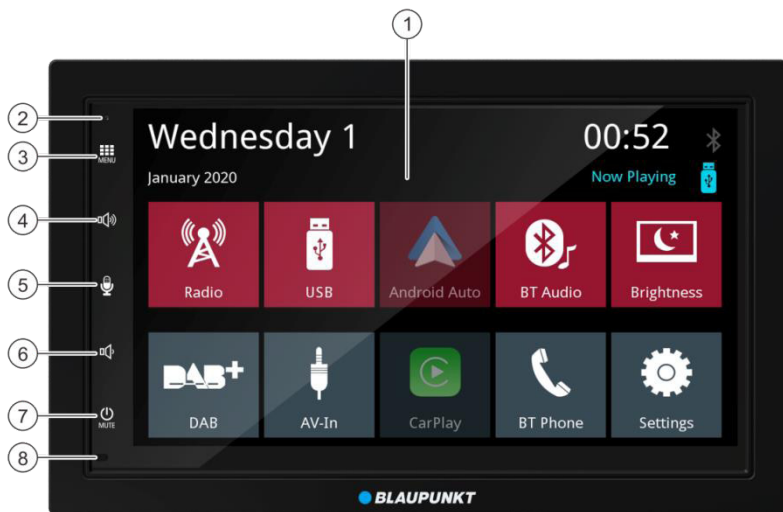 1
2
Wednesday 1
00:52
3
MENU
January 2020
Now Playing
4
5
Radio
USB
Android Auto
BT Audio
Brightness
6
DAB+
7
MUTE
DAB
AV-In
CarPlay
BT Phone
Settings
8
BLAUPUNKT